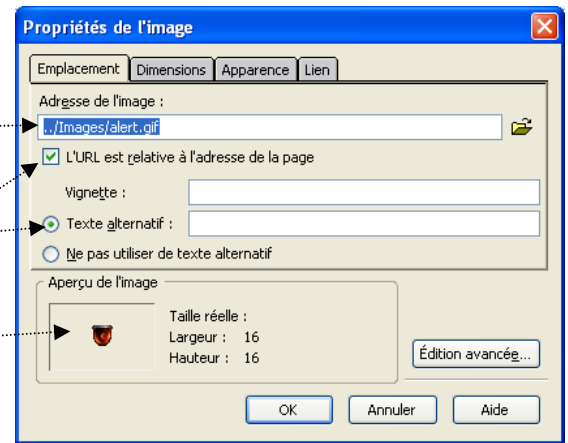 Propriétés de l'image
Emplacement Dimensions Apparence Lien
Adresse de l'image :
../Images/alert.gif
L'URL est relative à l'adresse de la page
Vignette :
Texte alternatif :
Ne pas utiliser de texte alternatif
Aperçu de l'image
Taille réelle :
Largeur : 16
Hauteur : 16
Édition avancée...
OK Annuler Aide